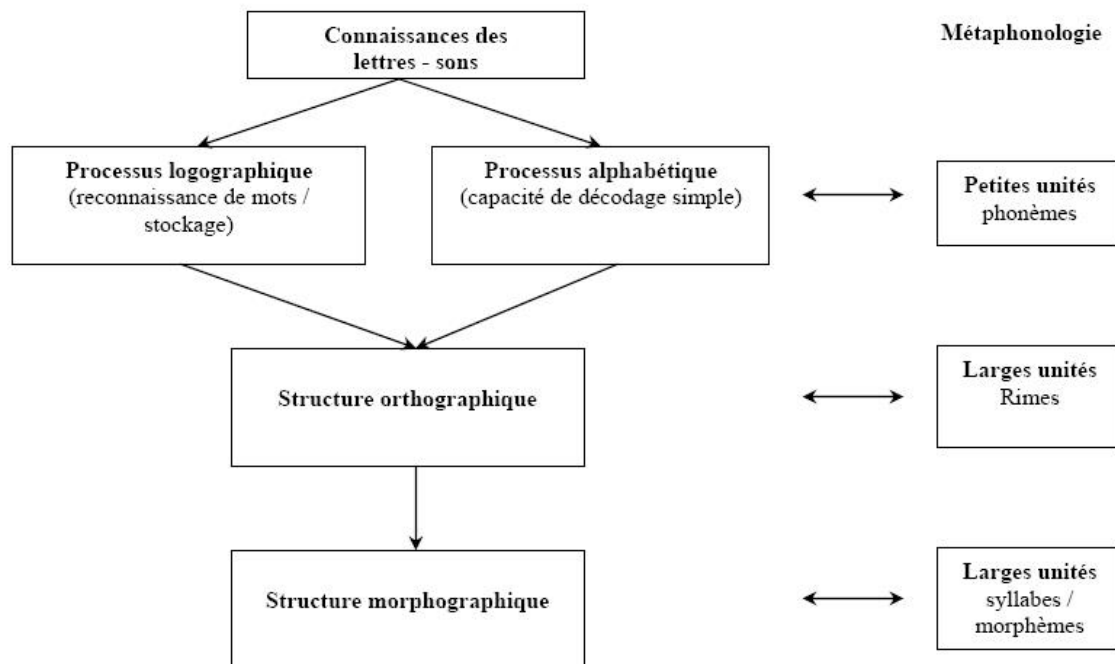 Connaissances des
lettres - sons
Métaphonologie
Processus logographique
(reconnaissance de mots /
stockage)
Processus alphabétique
(capacité de décodage simple)
Petites unités
phonèmes
Structure orthographique
Larges unités
Rimes
Structure morphographique
Larges unités
syllabes /
morphèmes